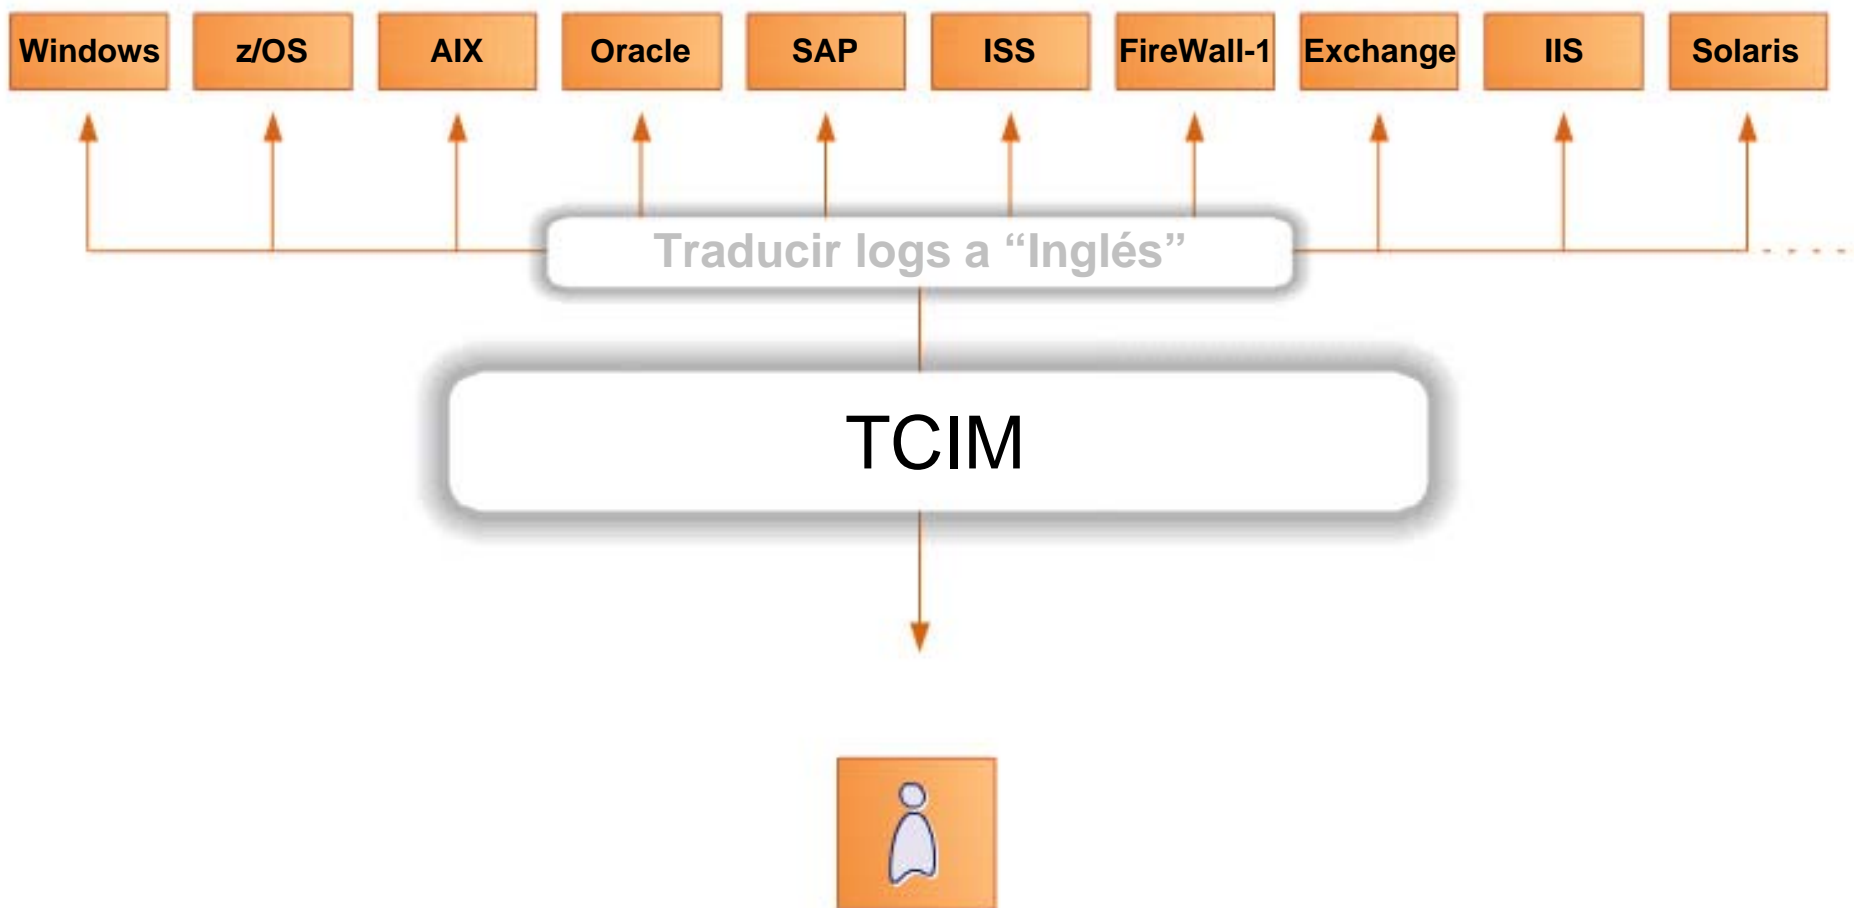 Windows z/OS AIX Oracle SAP ISS FireWall-1 Exchange IIS Solaris
Traducir logs a “Inglés”
TCIM